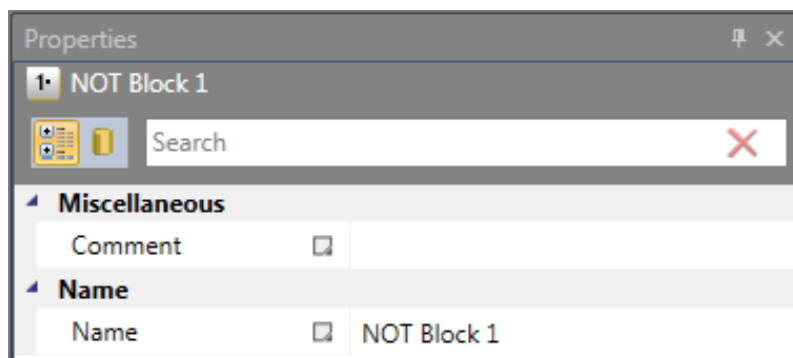 Properties
1 NOT Block 1
Search
Miscellaneous
Comment
Name
Name NOT Block 1